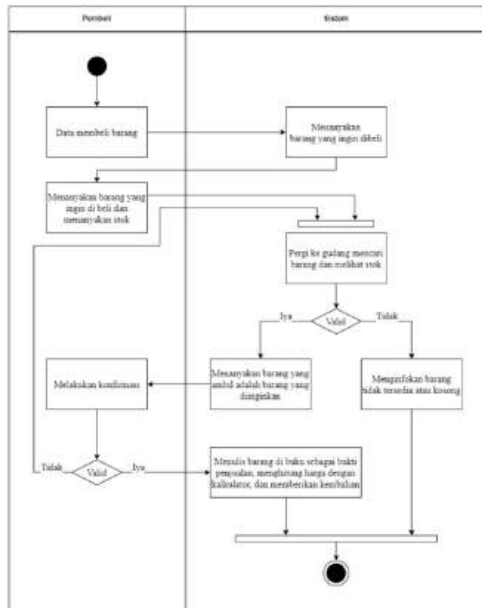 Pembeli
Sistem
Data membeli barang
Menanyakan
barang yang ingin dibeli
Menanyakan barang yang
ingin di beli dan
menanyakan stok
Pergi ke gudang mencari
barang dan melihat stok
Iya
Valid
Tidak
Melakukan konfirmasi
Menanyakan barang yang
ambil adalah barang yang
diinginkan
Menginfokan barang
tidak tersedia atau kosong
Tidak
Valid
Iya
Menulis barang di buku sebagai bukti
penjualan, menghitung harga dengan
kalkulator, dan memberikan kembalian